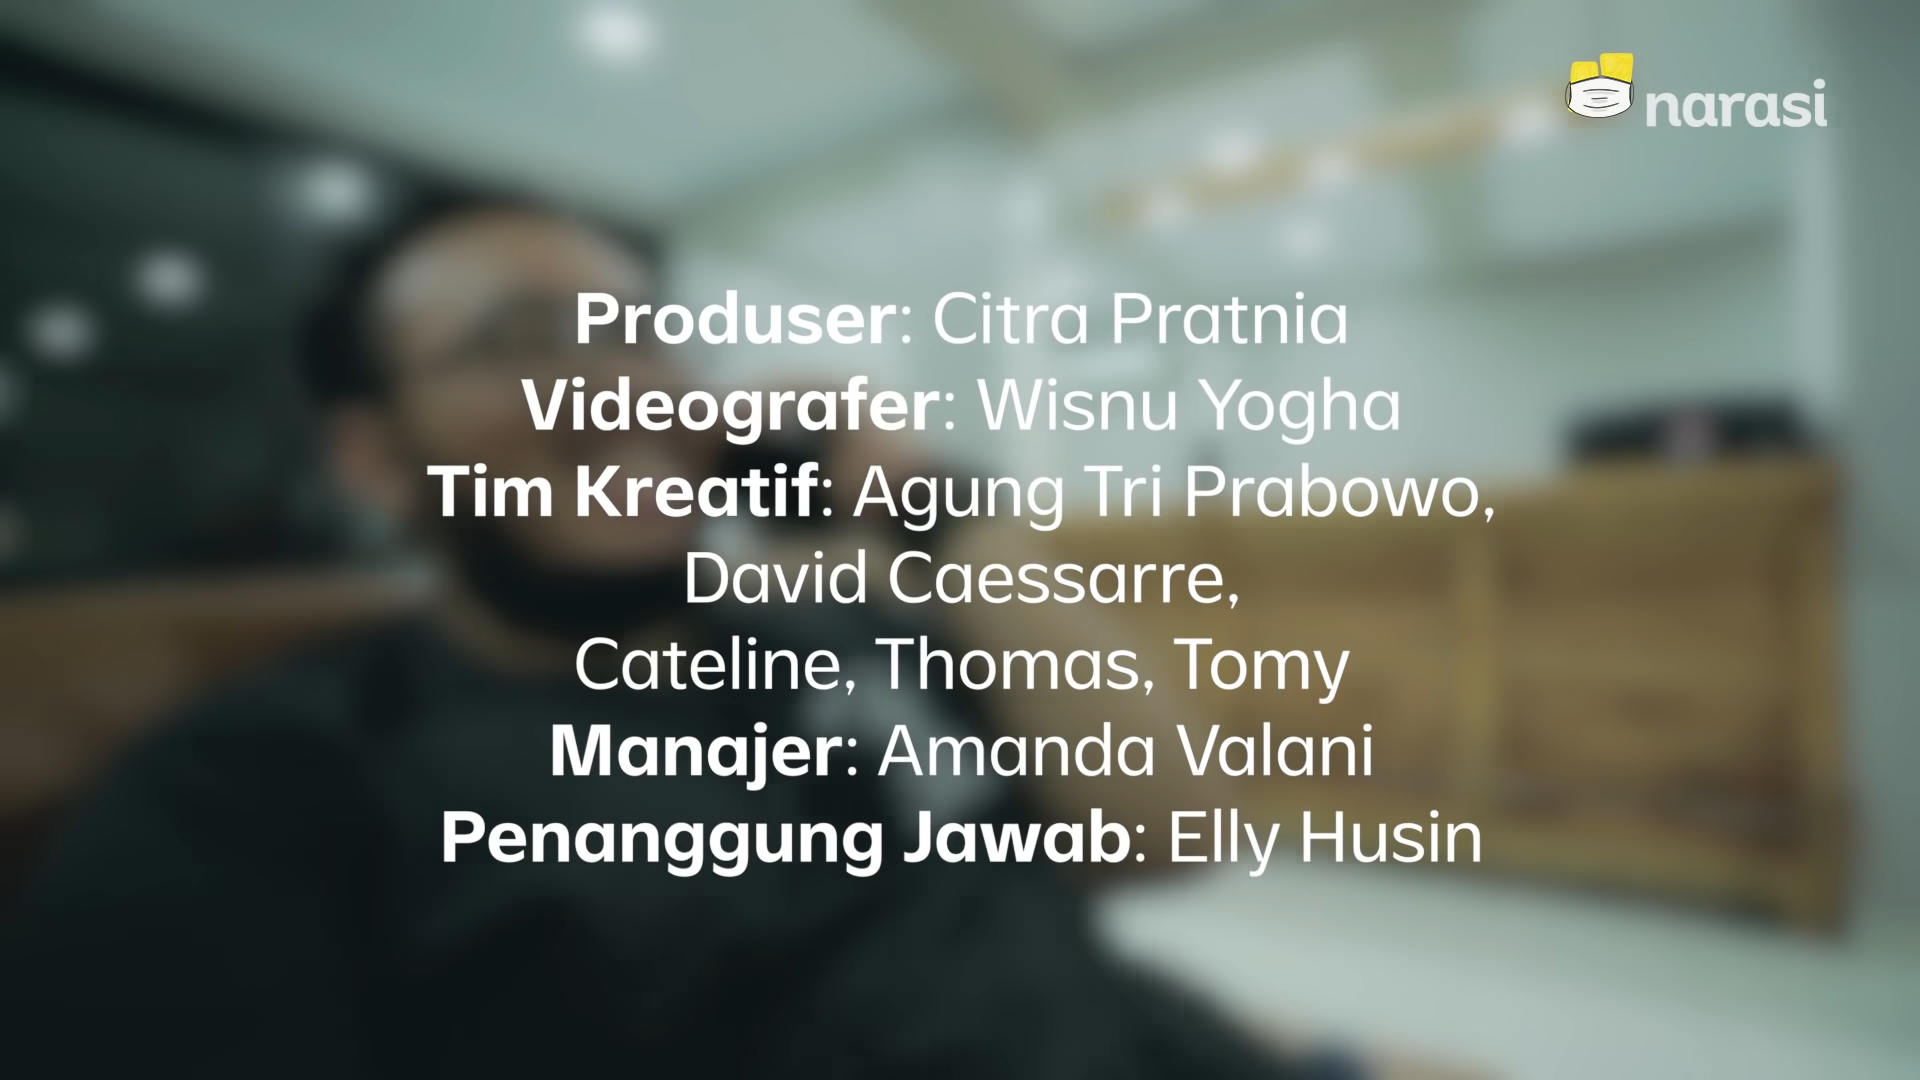 narasi
Produser: Citra Pratnia
Videografer: Wisnu Yogha
Tim Kreatif: Agung Tri Prabowo,
David Caessarre,
Cateline, Thomas, Tomy
Manajer: Amanda Valani
Penanggung Jawab: Elly Husin